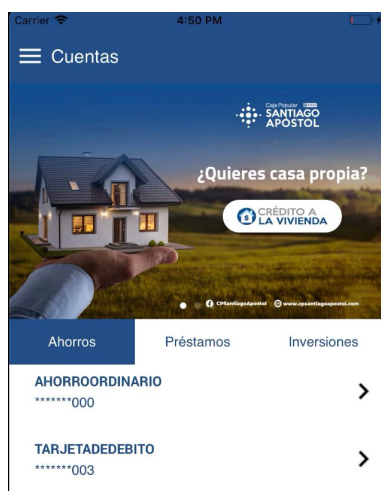 Carrier 4:50 PM
Cuentas
Caja Popular
SANTIAGO
APÓSTOL
¿Quieres casa propia?
CRÉDITO A
LA VIVIENDA
CPSantiagoApostol www.cpsantiagoapostol.com
Ahorros Préstamos Inversiones
AHORROORDINARIO
*******000
TARJETADEDEBITO
*******003